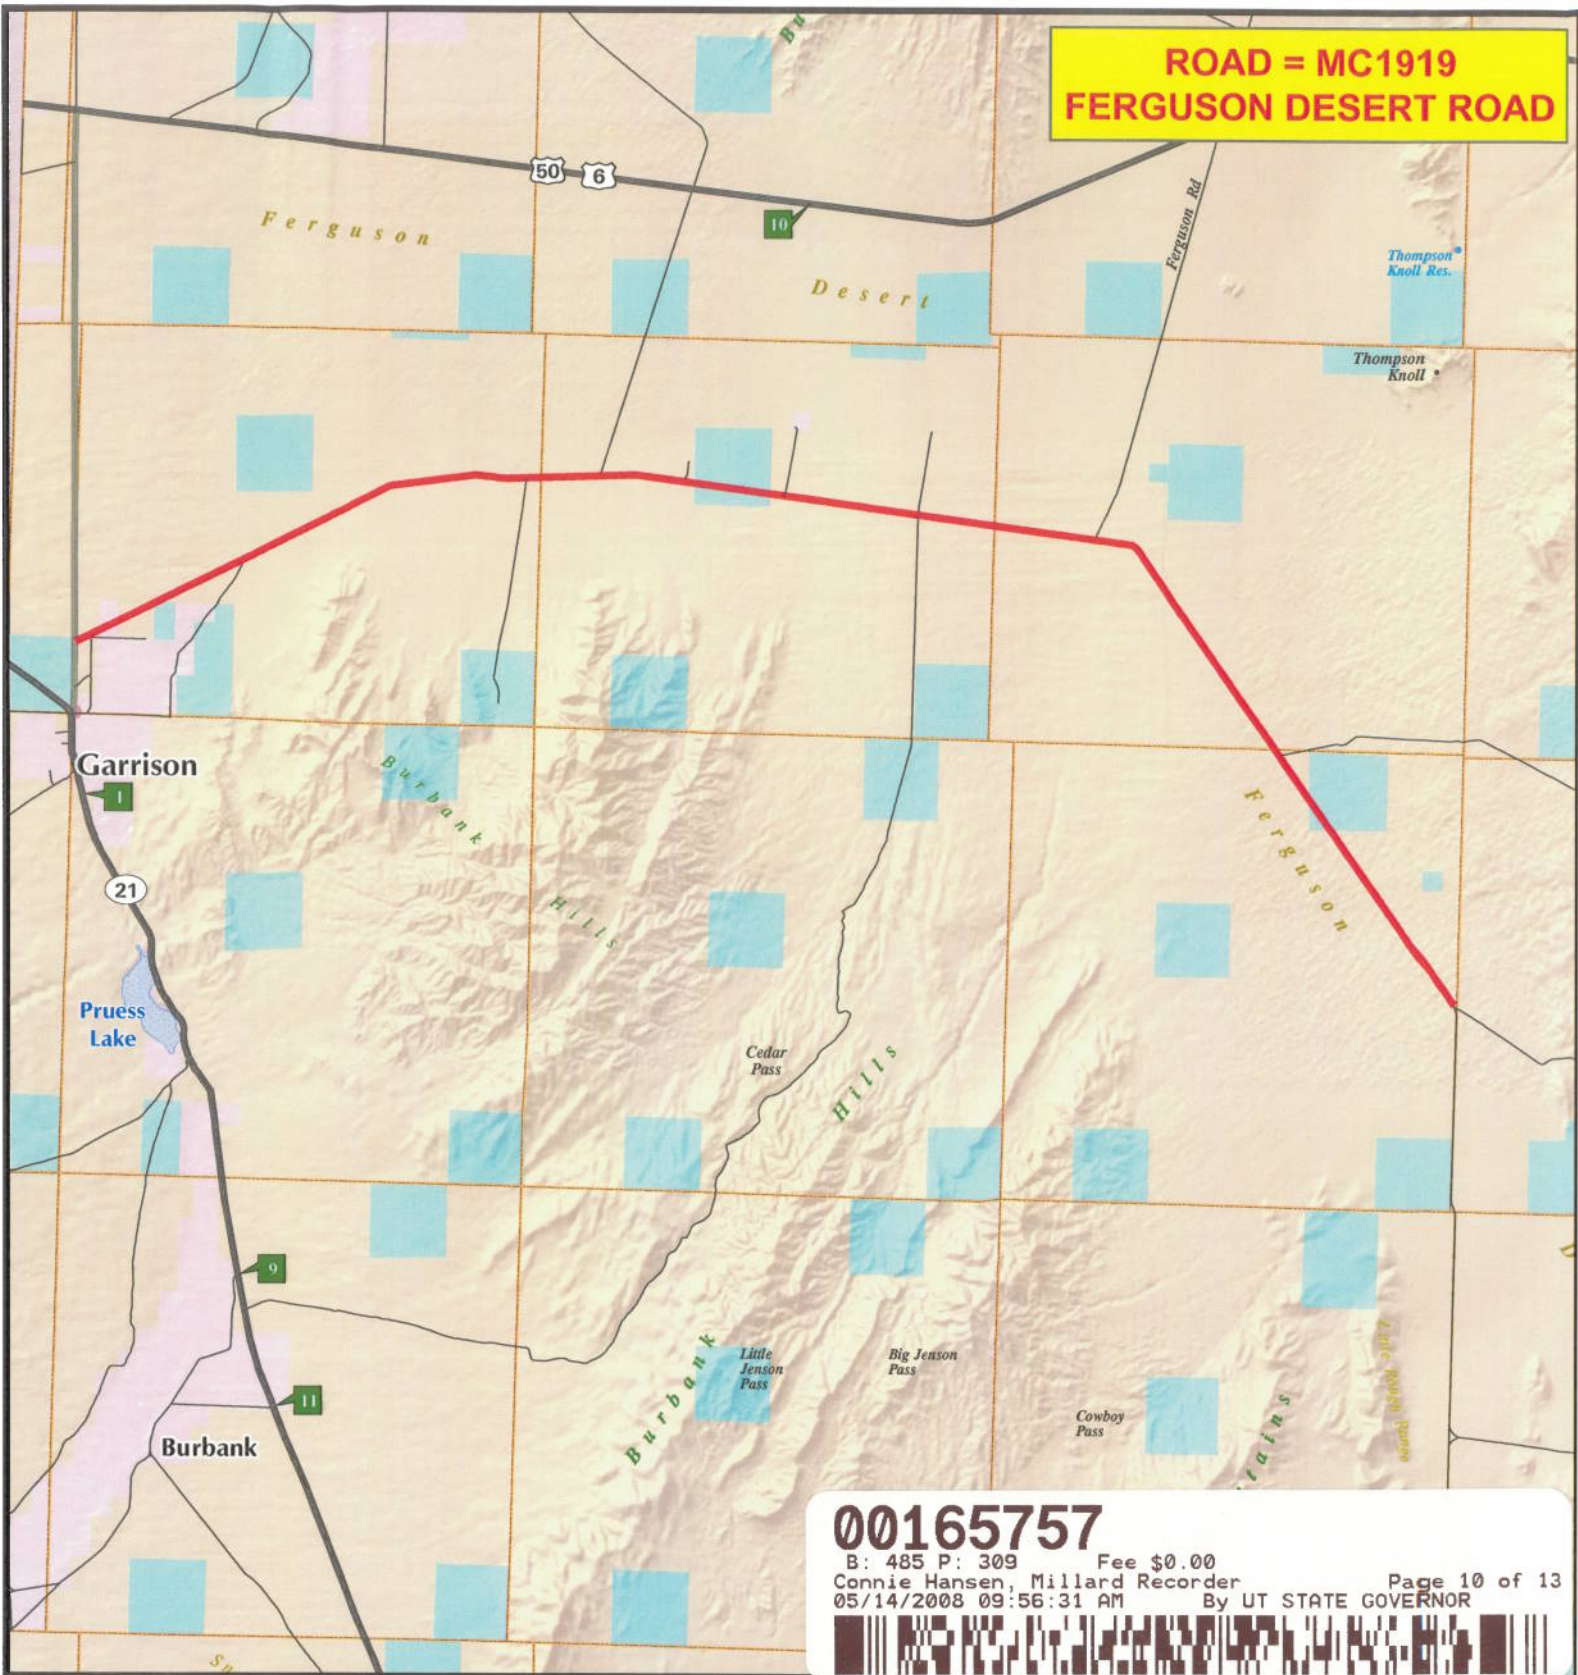 Bu
ROAD = MC1919
FERGUSON DESERT ROAD
50
6
Ferguson
10
Ferguson Rd
Desert
Thompson
Knoll Res.
Thompson
Knoll
Garrison
1
Burbank
Ferguson
21
Hills
Pruess
Lake
Cedar
Pass
Hills
9
Burbank
Little
Jenson
Pass
Big Jenson
Pass
11
Cowboy
Pass
Burbank
tains
00165757
B: 485 P: 309 Fee $0.00
Connie Hansen, Millard Recorder Page 10 of 13
05/14/2008 09:56:31 AM By UT STATE GOVERNOR
Sn